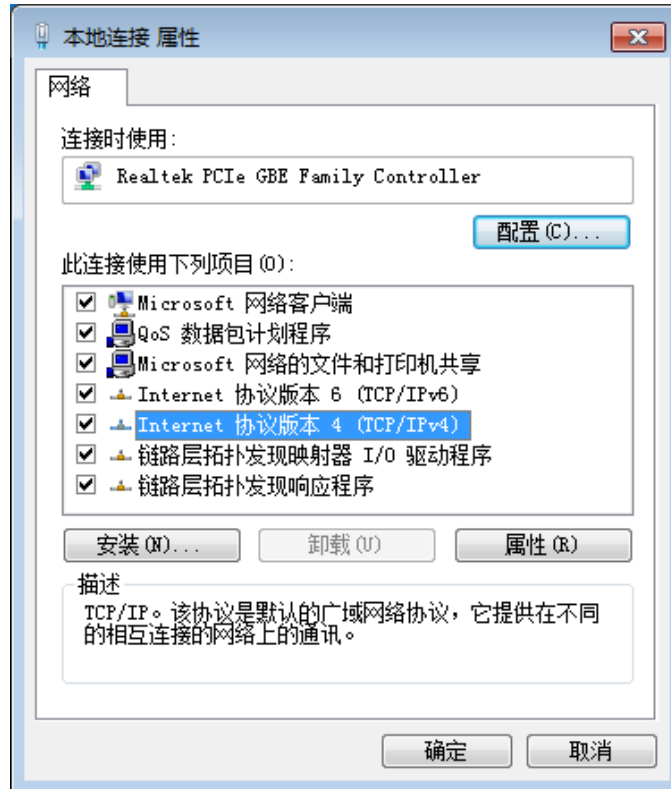 本地连接 属性
网络
连接时使用:
Realtek PCIe GBE Family Controller
配置(C)...
此连接使用下列项目(O):
Microsoft 网络客户端
QoS 数据包计划程序
Microsoft 网络的文件和打印机共享
Internet 协议版本 6 (TCP/IPv6)
Internet 协议版本 4 (TCP/IPv4)
链路层拓扑发现映射器 I/O 驱动程序
链路层拓扑发现响应程序
安装(N)... 卸载(U) 属性(R)
描述
TCP/IP。该协议是默认的广域网络协议，它提供在不同
的相互连接的网络上的通讯。
确定 取消